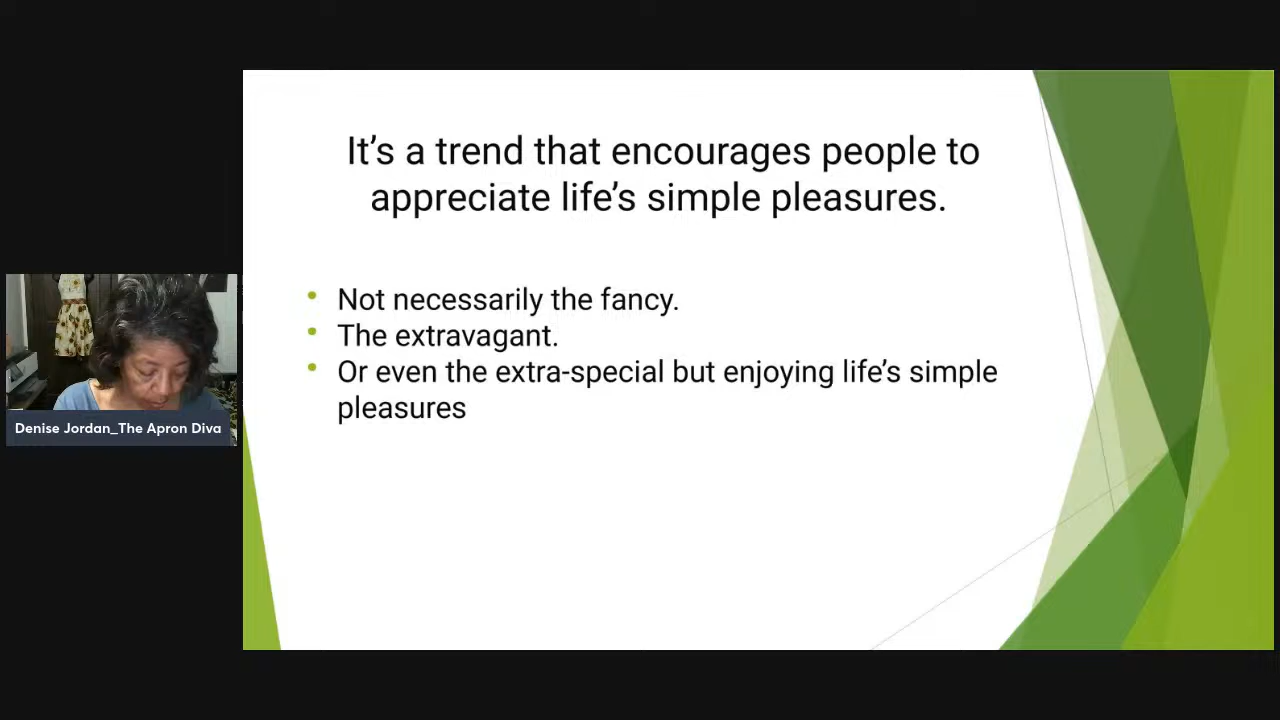 It’s a trend that encourages people to
appreciate life’s simple pleasures.
• Not necessarily the fancy.
• The extravagant.
• Or even the extra-special but enjoying life’s simple
pleasures
Denise Jordan_The Apron Diva